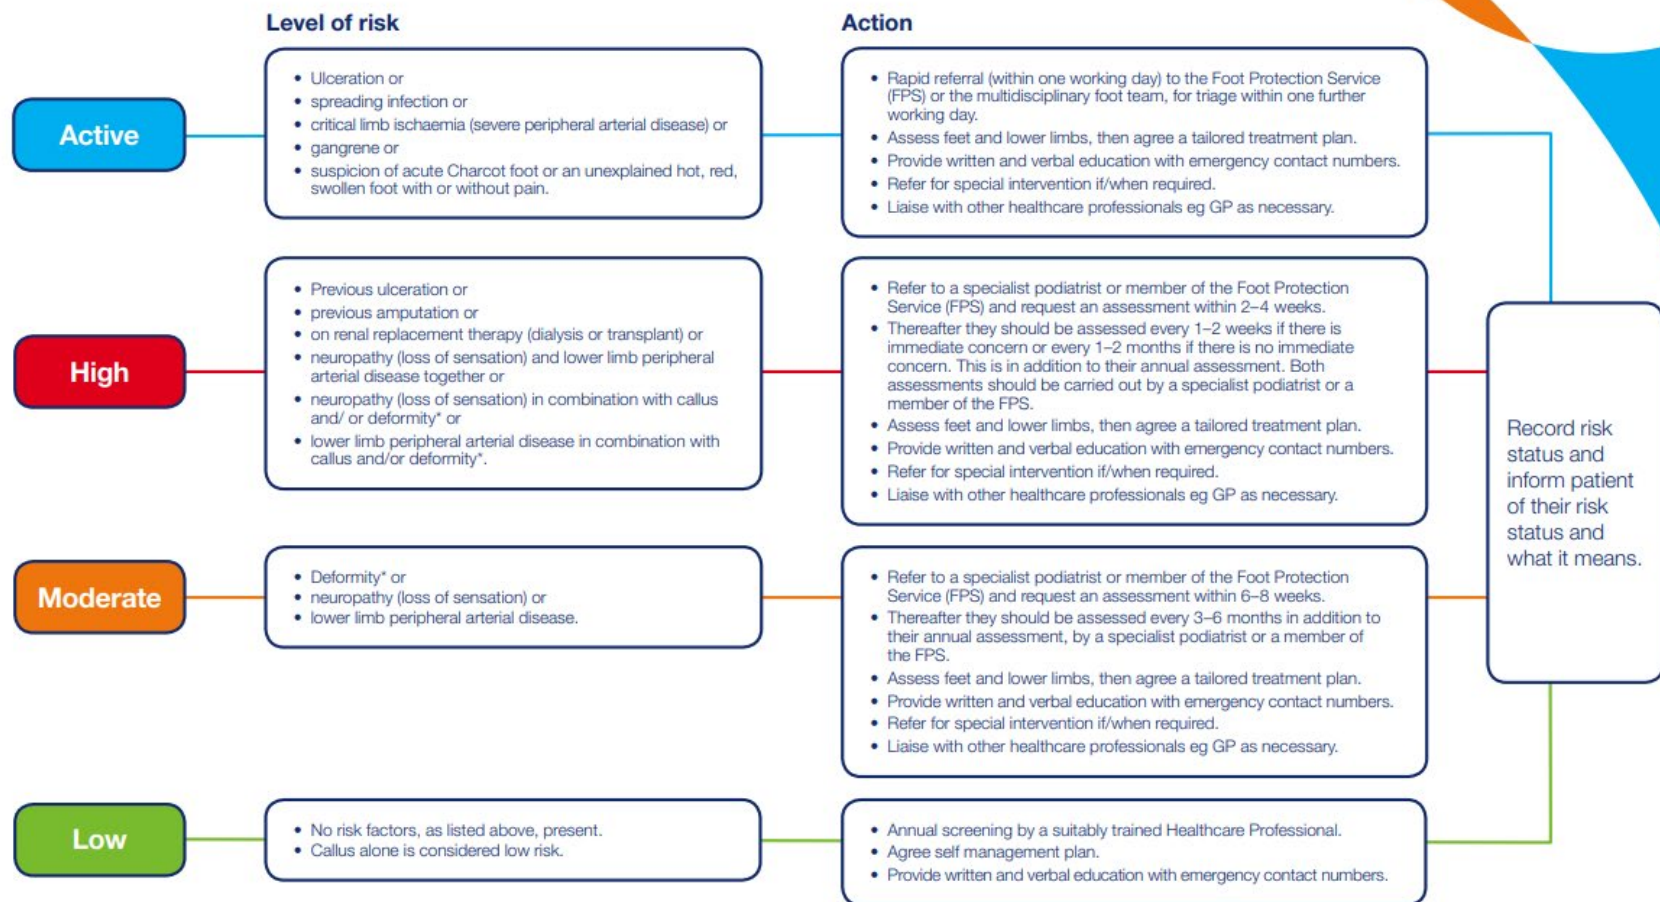 Level of risk
Action
Active
• Ulceration or
• spreading infection or
• critical limb ischaemia (severe peripheral arterial disease) or
• gangrene or
• suspicion of acute Charcot foot or an unexplained hot, red,
swollen foot with or without pain.
• Rapid referral (within one working day) to the Foot Protection Service
(FPS) or the multidisciplinary foot team, for triage within one further
working day.
• Assess feet and lower limbs, then agree a tailored treatment plan.
• Provide written and verbal education with emergency contact numbers.
• Refer for special intervention if/when required.
• Liaise with other healthcare professionals eg GP as necessary.
High
• Previous ulceration or
• previous amputation or
• on renal replacement therapy (dialysis or transplant) or
• neuropathy (loss of sensation) and lower limb peripheral
arterial disease together or
• neuropathy (loss of sensation) in combination with callus
and/ or deformity* or
• lower limb peripheral arterial disease in combination with
callus and/or deformity*.
• Refer to a specialist podiatrist or member of the Foot Protection
Service (FPS) and request an assessment within 2–4 weeks.
• Thereafter they should be assessed every 1–2 weeks if there is
immediate concern or every 1–2 months if there is no immediate
concern. This is in addition to their annual assessment. Both
assessments should be carried out by a specialist podiatrist or a
member of the FPS.
• Assess feet and lower limbs, then agree a tailored treatment plan.
• Provide written and verbal education with emergency contact numbers.
• Refer for special intervention if/when required.
• Liaise with other healthcare professionals eg GP as necessary.
Moderate
• Deformity* or
• neuropathy (loss of sensation) or
• lower limb peripheral arterial disease.
• Refer to a specialist podiatrist or member of the Foot Protection
Service (FPS) and request an assessment within 6–8 weeks.
• Thereafter they should be assessed every 3–6 months in addition to
their annual assessment, by a specialist podiatrist or a member of
the FPS.
• Assess feet and lower limbs, then agree a tailored treatment plan.
• Provide written and verbal education with emergency contact numbers.
• Refer for special intervention if/when required.
• Liaise with other healthcare professionals eg GP as necessary.
Low
• No risk factors, as listed above, present.
• Callus alone is considered low risk.
• Annual screening by a suitably trained Healthcare Professional.
• Agree self management plan.
• Provide written and verbal education with emergency contact numbers.
Record risk
status and
inform patient
of their risk
status and
what it means.